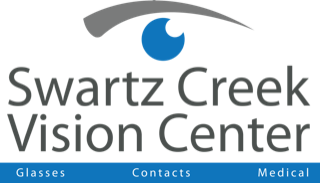 Swartz Creek
Vision Center
Glasses Contacts Medical